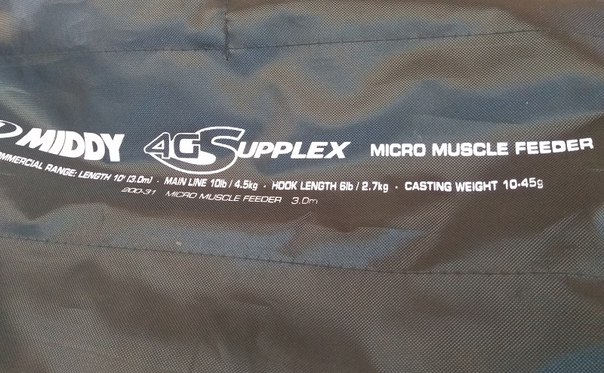 MIDDY 4GSUPPLEX MICRO MUSCLE FEEDER
COMMERCIAL RANGE: LENGTH 10' (3.0m) · MAIN LINE 10lb / 4.5kg · HOOK LENGTH 6lb / 2.7kg · CASTING WEIGHT 10-45g
200-31 MICRO MUSCLE FEEDER 3.0m